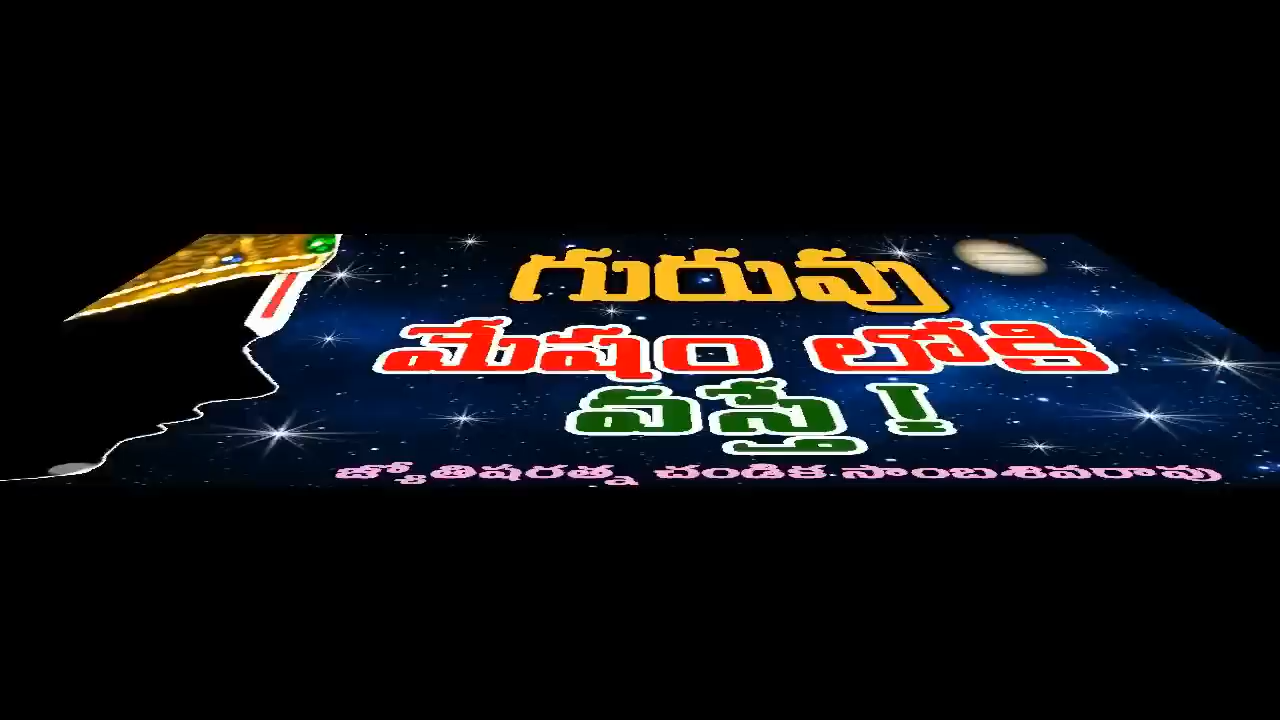 గురువు
మేషం లోకి
వస్తే!
జ్యోతిషరత్న చండిక సాంబశివరావు